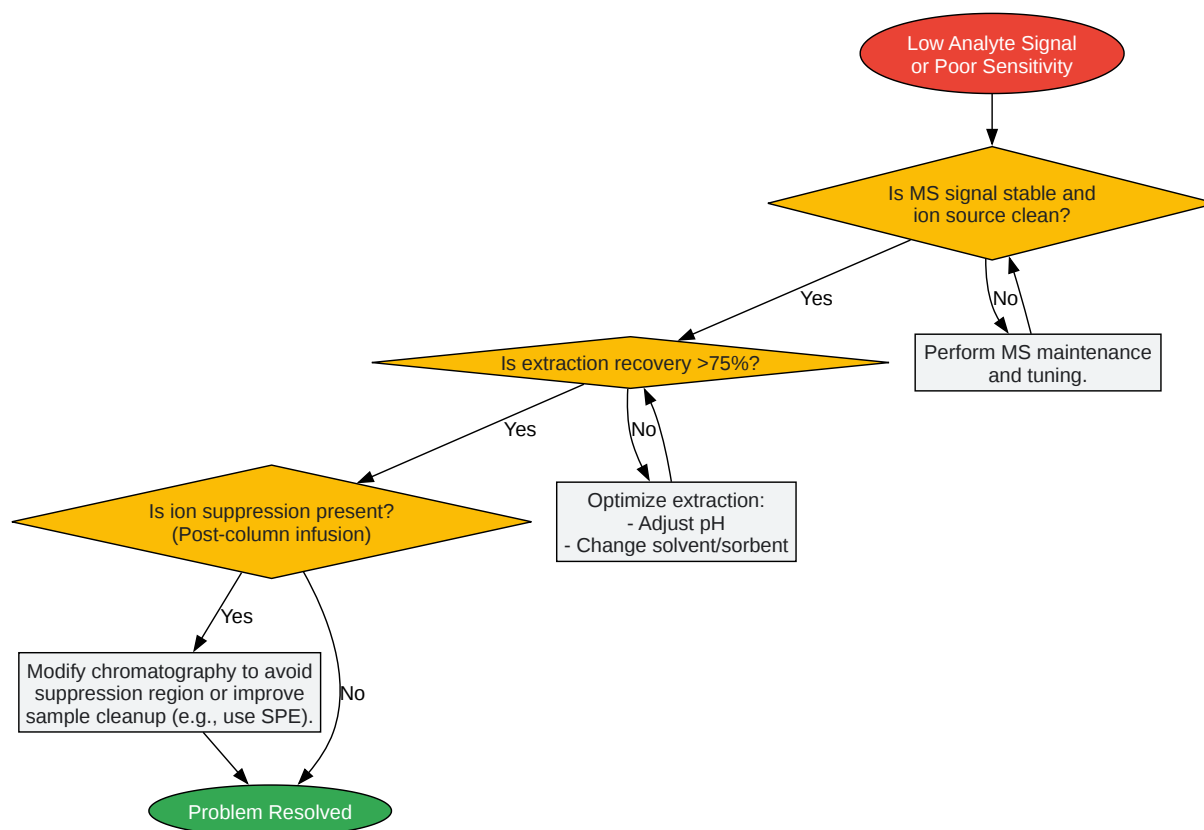 Low Analyte Signal
or Poor Sensitivity
Is MS signal stable and
ion source clean?
Yes
No
Perform MS maintenance
and tuning.
Is extraction recovery >75%?
Yes
No
Optimize extraction:
- Adjust pH
- Change solvent/sorbent
Is ion suppression present?
(Post-column infusion)
Yes
No
Modify chromatography to avoid
suppression region or improve
sample cleanup (e.g., use SPE).
Problem Resolved